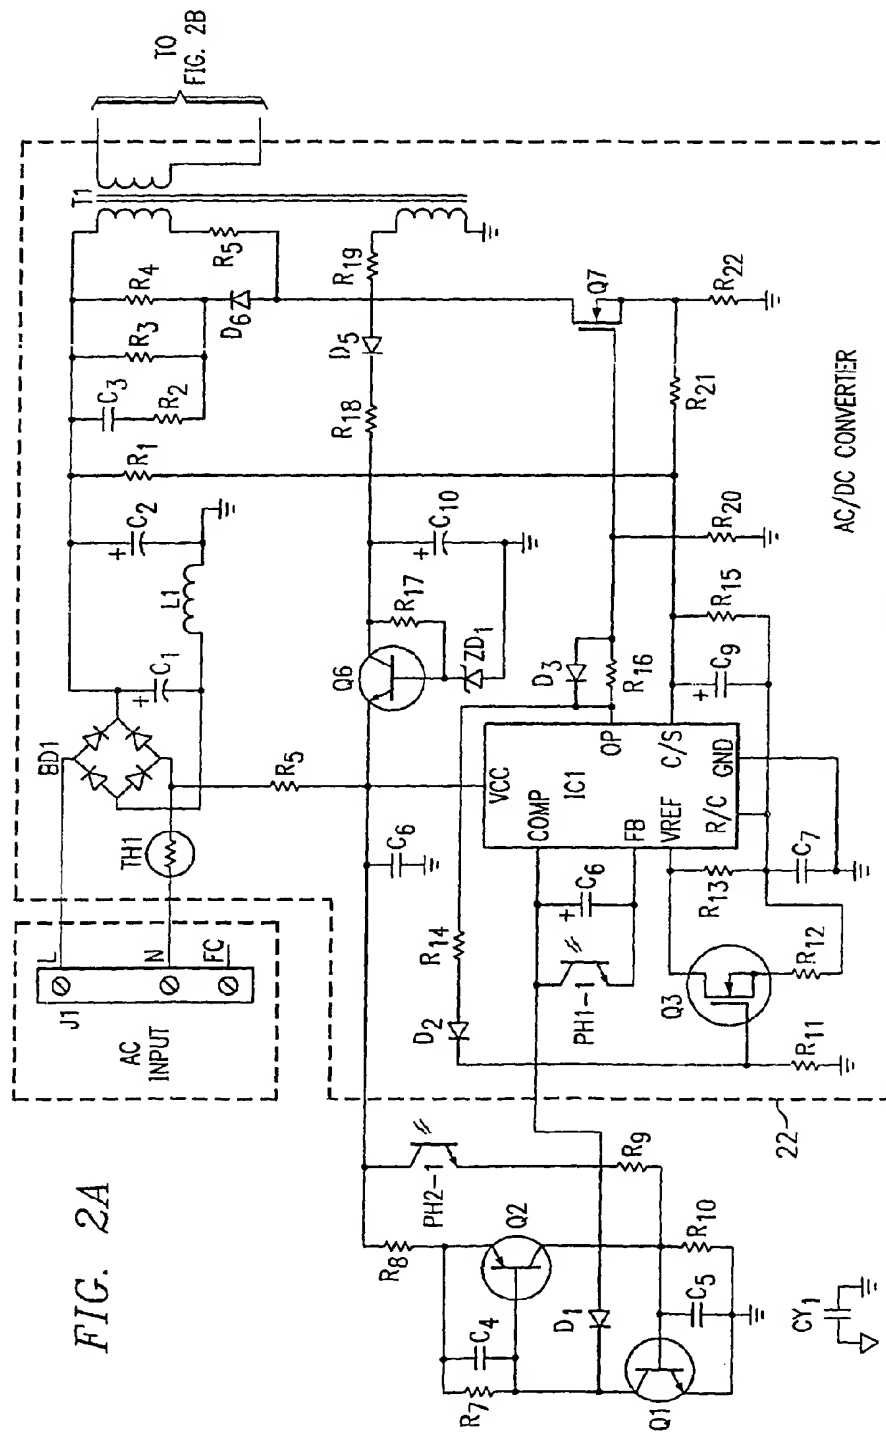 FIG. 2A
AC
INPUT
J1
L
N
FC
TH1
BD1
C1
+
L1
C2
+
R1
C3
R2
R3
R4
D6
R5
T1
TO
FIG. 2B
R5
C6
Q6
R17
ZD1
C10
+
R18
D5
R19
Q7
R22
R21
R20
R16
D3
R15
C9
+
VCC
COMP
IC1
OP
FB
C/S
VREF
R/C
GND
C6
+
PH1-1
R14
D2
R13
C7
Q3
R12
R11
AC/DC CONVERTER
22
PH2-1
R9
R8
Q2
C4
R7
D1
R10
C5
Q1
CY1